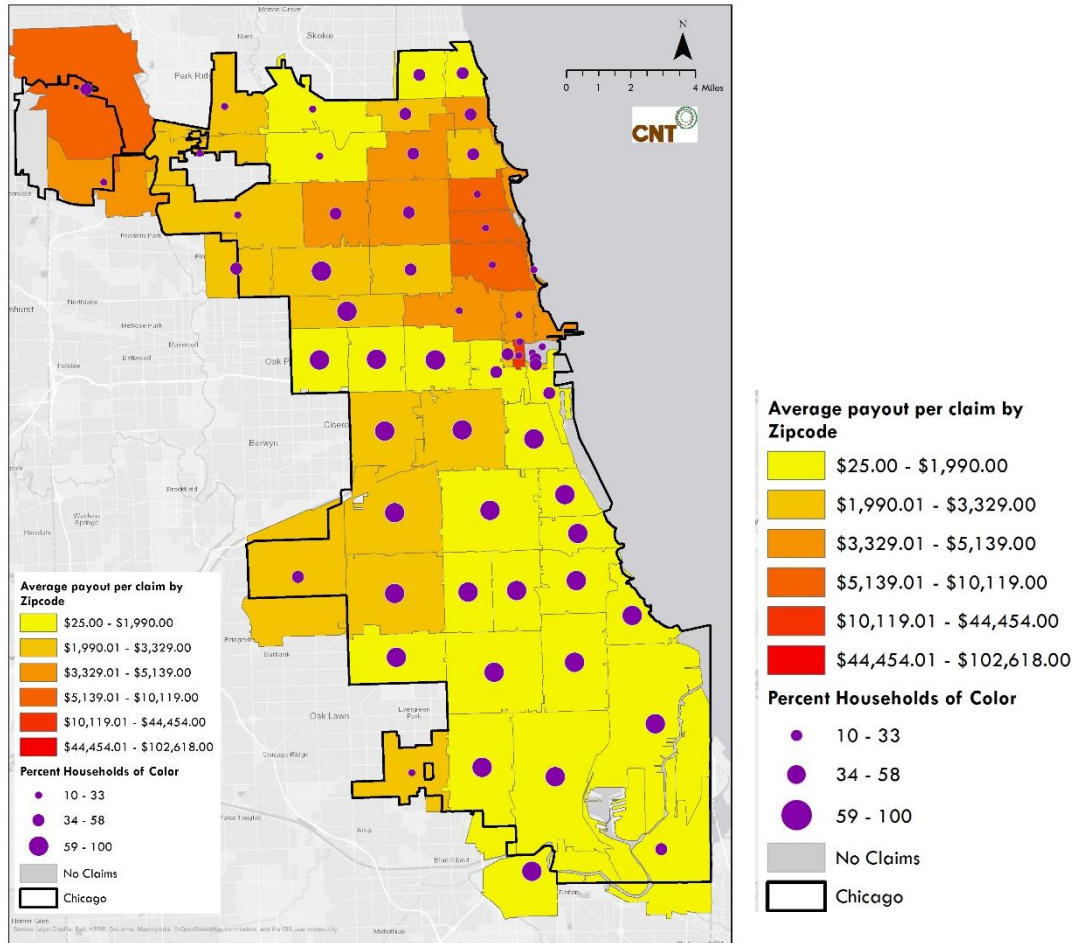 Morton Grove
Niles
Skokie
N
Park Ridge
0 2 4 Miles
CNT
Franklin Park
Northlake
Melrose Park
Maywood
Bellwood
Hillside
Oak P
Cicero
Berwyn
Brookfield
Western
Springs
Hinsdale
Average payout per claim by
Zipcode
$25.00 - $1,990.00
$1,990.01 - $3,329.00
$3,329.01 - $5,139.00
$5,139.01 - $10,119.00
$10,119.01 - $44,454.00
$44,454.01 - $102,618.00
Percent Households of Color
10 - 33
34 - 58
59 - 100
No Claims
Chicago
Bridgeview
Burbank
Oak Lawn
Evergreen
Park
Chicago Ridge
Palos Heights
Alsip
Blue Island
Midlothian
Homer Glen
Average payout per claim by
Zipcode
$25.00 - $1,990.00
$1,990.01 - $3,329.00
$3,329.01 - $5,139.00
$5,139.01 - $10,119.00
$10,119.01 - $44,454.00
$44,454.01 - $102,618.00
Percent Households of Color
10 - 33
34 - 58
59 - 100
No Claims
Chicago